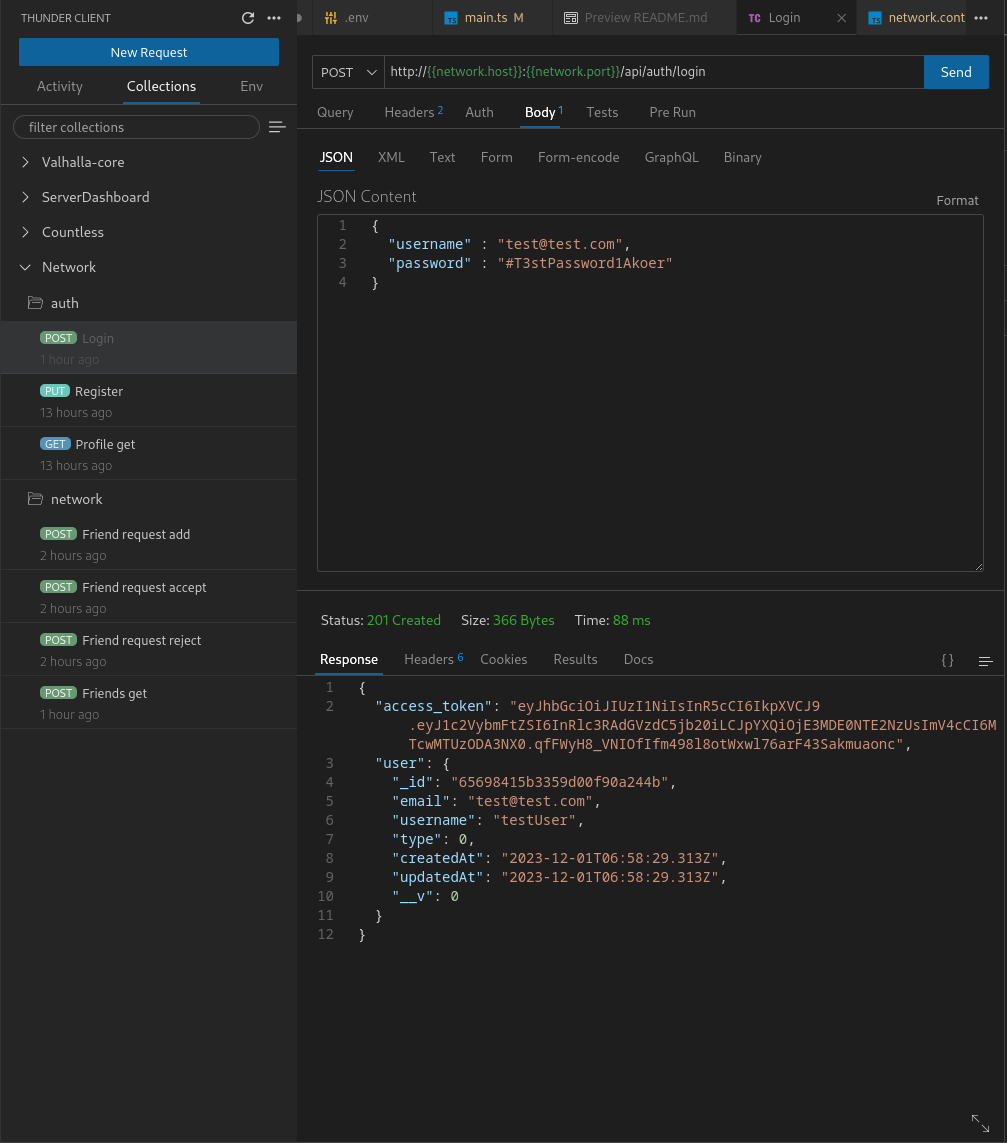 THUNDER CLIENT
New Request
Activity Collections Env
filter collections
Valhalla-core
ServerDashboard
Countless
Network
auth
POST Login
1 hour ago
PUT Register
13 hours ago
GET Profile get
13 hours ago
network
POST Friend request add
2 hours ago
POST Friend request accept
2 hours ago
POST Friend request reject
2 hours ago
POST Friends get
1 hour ago
.env TS main.ts M Preview README.md TC Login TS network.cont
POST http://{{network.host}}:{{network.port}}/api/auth/login Send
Query Headers 2 Auth Body 1 Tests Pre Run
JSON XML Text Form Form-encode GraphQL Binary
JSON Content Format
1 {
2 "username" : "test@test.com",
3 "password" : "#T3stPassword1Akoer"
4 }
Status: 201 Created Size: 366 Bytes Time: 88 ms
Response Headers 6 Cookies Results Docs {}
1 {
2 "access_token": "eyJhbGciOiJIUzI1NiIsInR5cCI6IkpXVCJ9
.eyJ1c2VybmFtZSI6InRlc3RAdGVzdC5jb20iLCJpYXQiOjE3MDE0NTE2NzUsImV4cCI6M
TcwMTUzODA3NX0.qfFWyH8_VNIOfIfm498l8otWxwl76arF43Sakmuaonc",
3 "user": {
4 "_id": "65698415b3359d00f90a244b",
5 "email": "test@test.com",
6 "username": "testUser",
7 "type": 0,
8 "createdAt": "2023-12-01T06:58:29.313Z",
9 "updatedAt": "2023-12-01T06:58:29.313Z",
10 "__v": 0
11 }
12 }